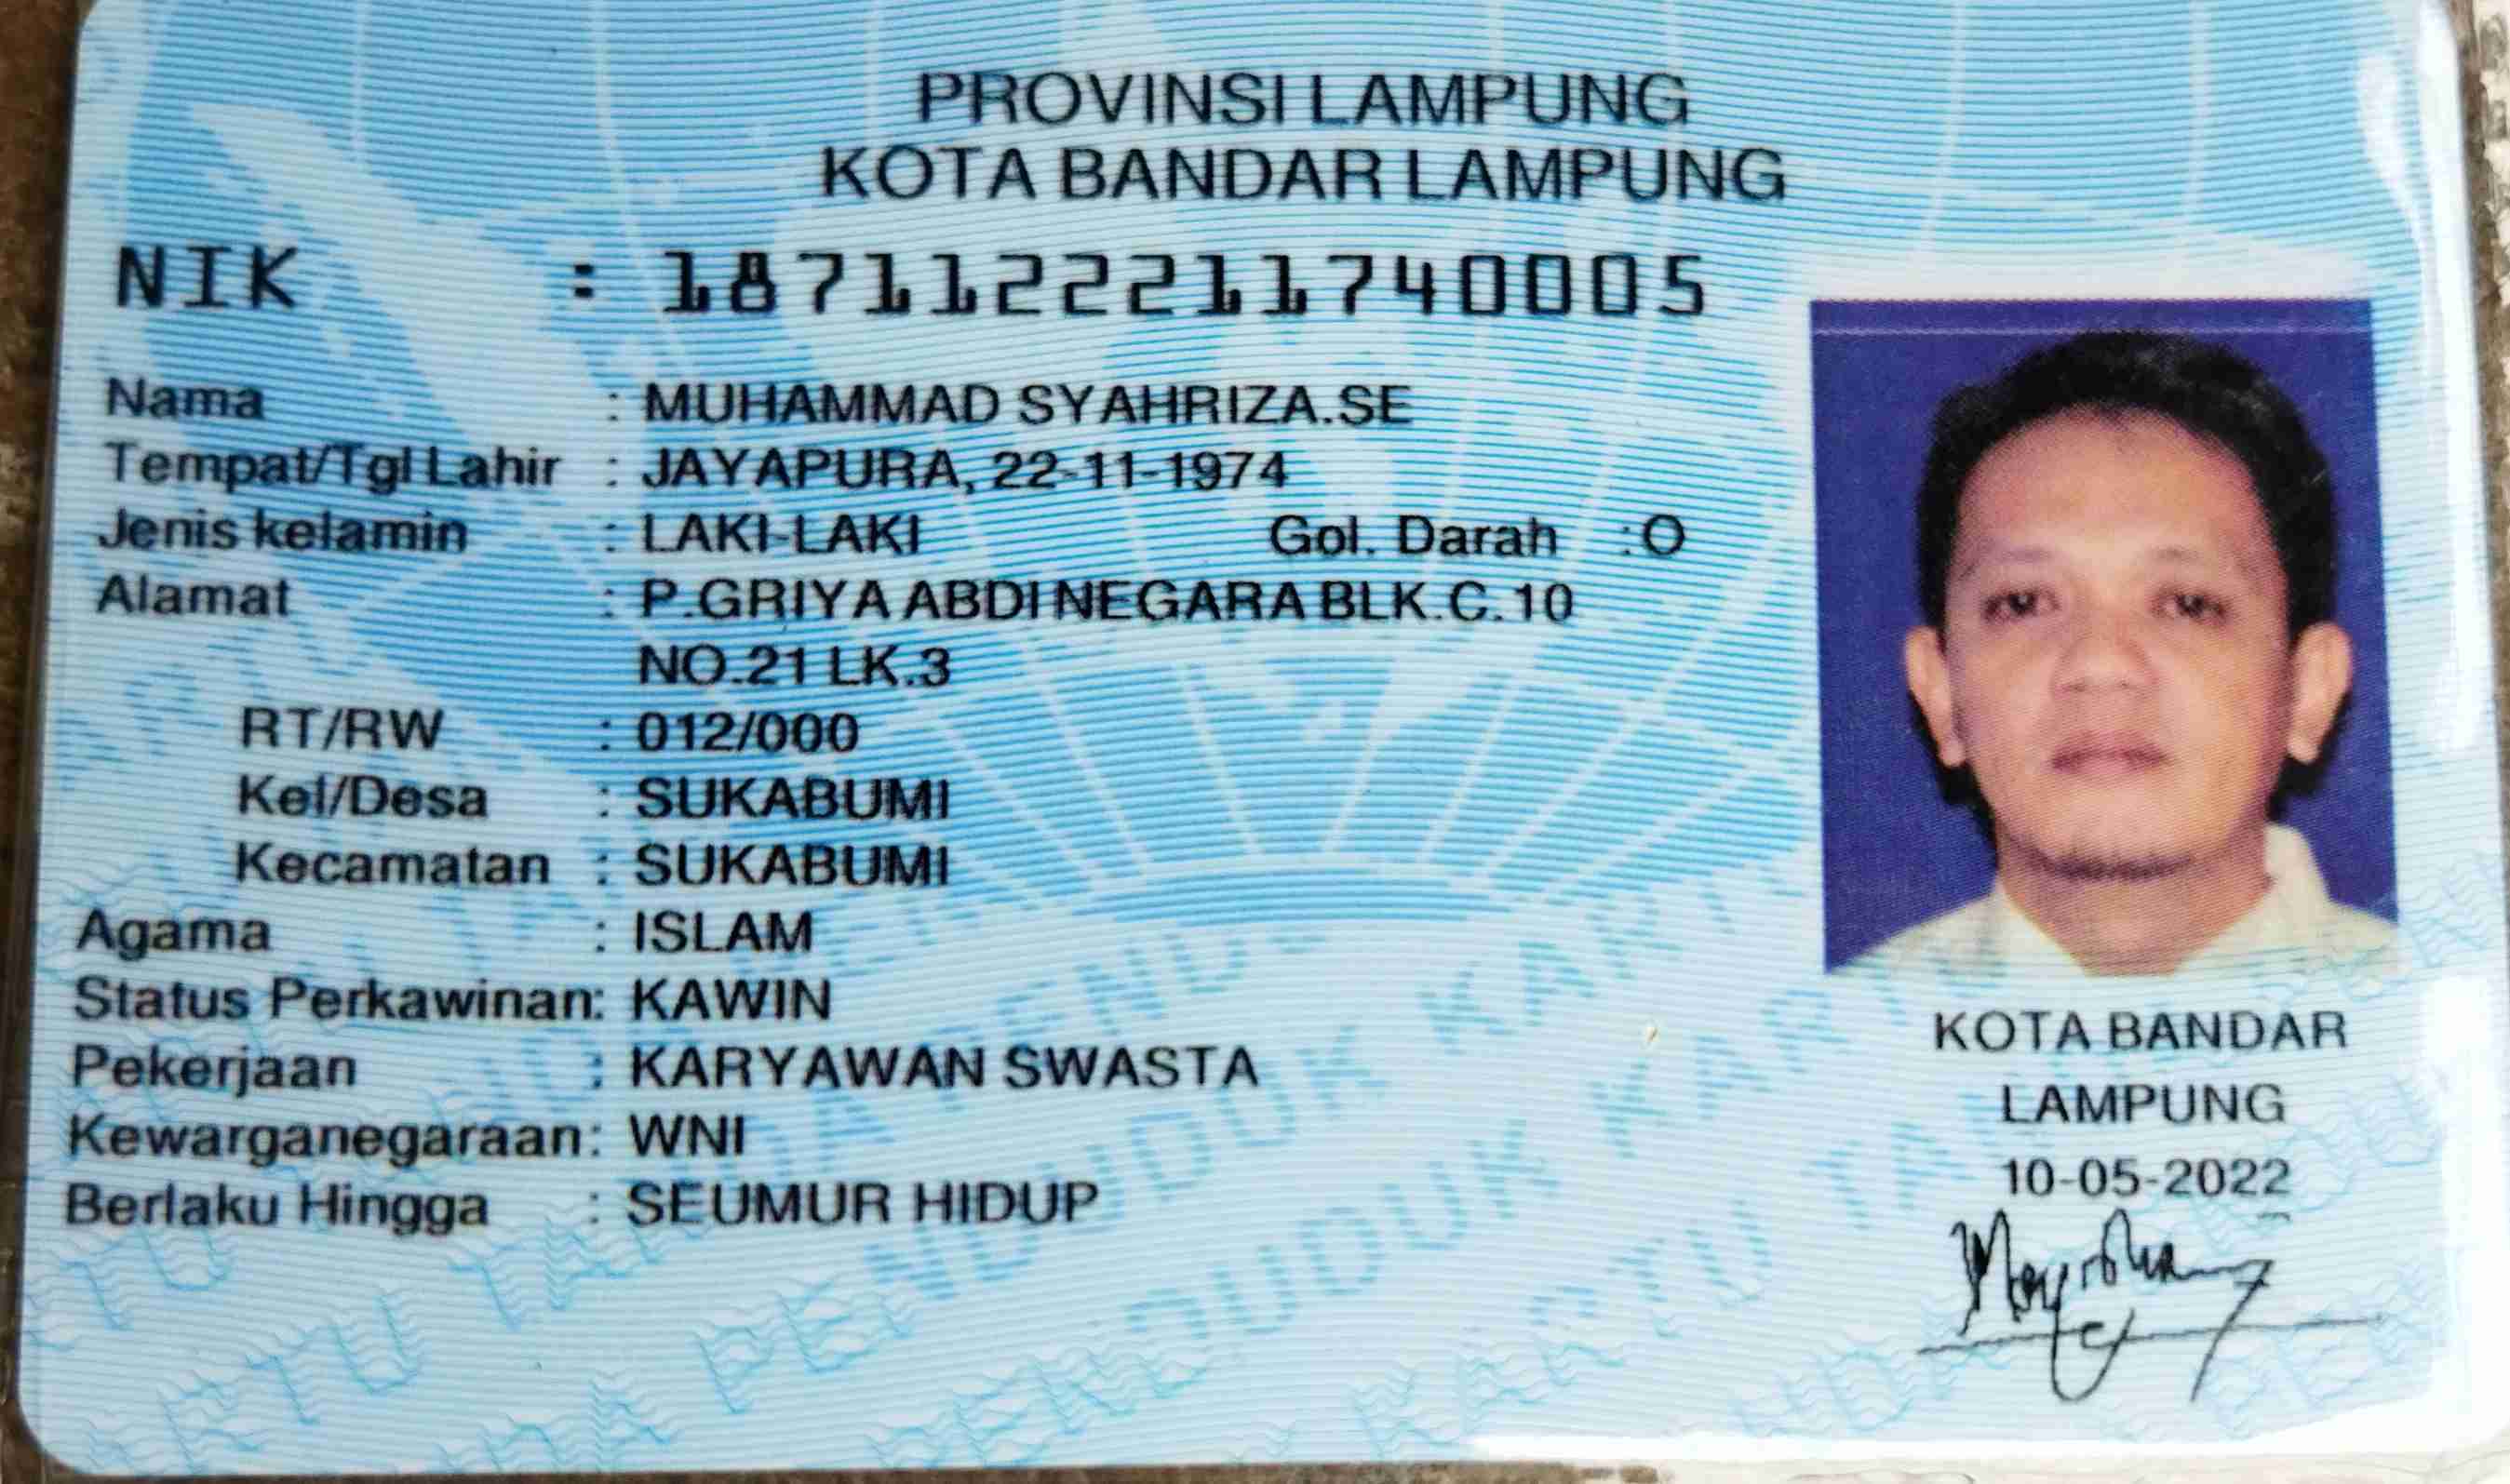 PROVINSI LAMPUNG
KOTA BANDAR LAMPUNG
NIK : 1871122211740005
Nama : MUHAMMAD SYAHRIZA.SE
Tempat/Tgl Lahir : JAYAPURA, 22-11-1974
Jenis kelamin : LAKI-LAKI Gol. Darah : O
Alamat : P.GRIYA ABDI NEGARA BLK.C.10
NO.21 LK.3
RT/RW : 012/000
Kel/Desa : SUKABUMI
Kecamatan : SUKABUMI
Agama : ISLAM
Status Perkawinan: KAWIN
Pekerjaan : KARYAWAN SWASTA
Kewarganegaraan: WNI
Berlaku Hingga : SEUMUR HIDUP
KOTA BANDAR
LAMPUNG
10-05-2022